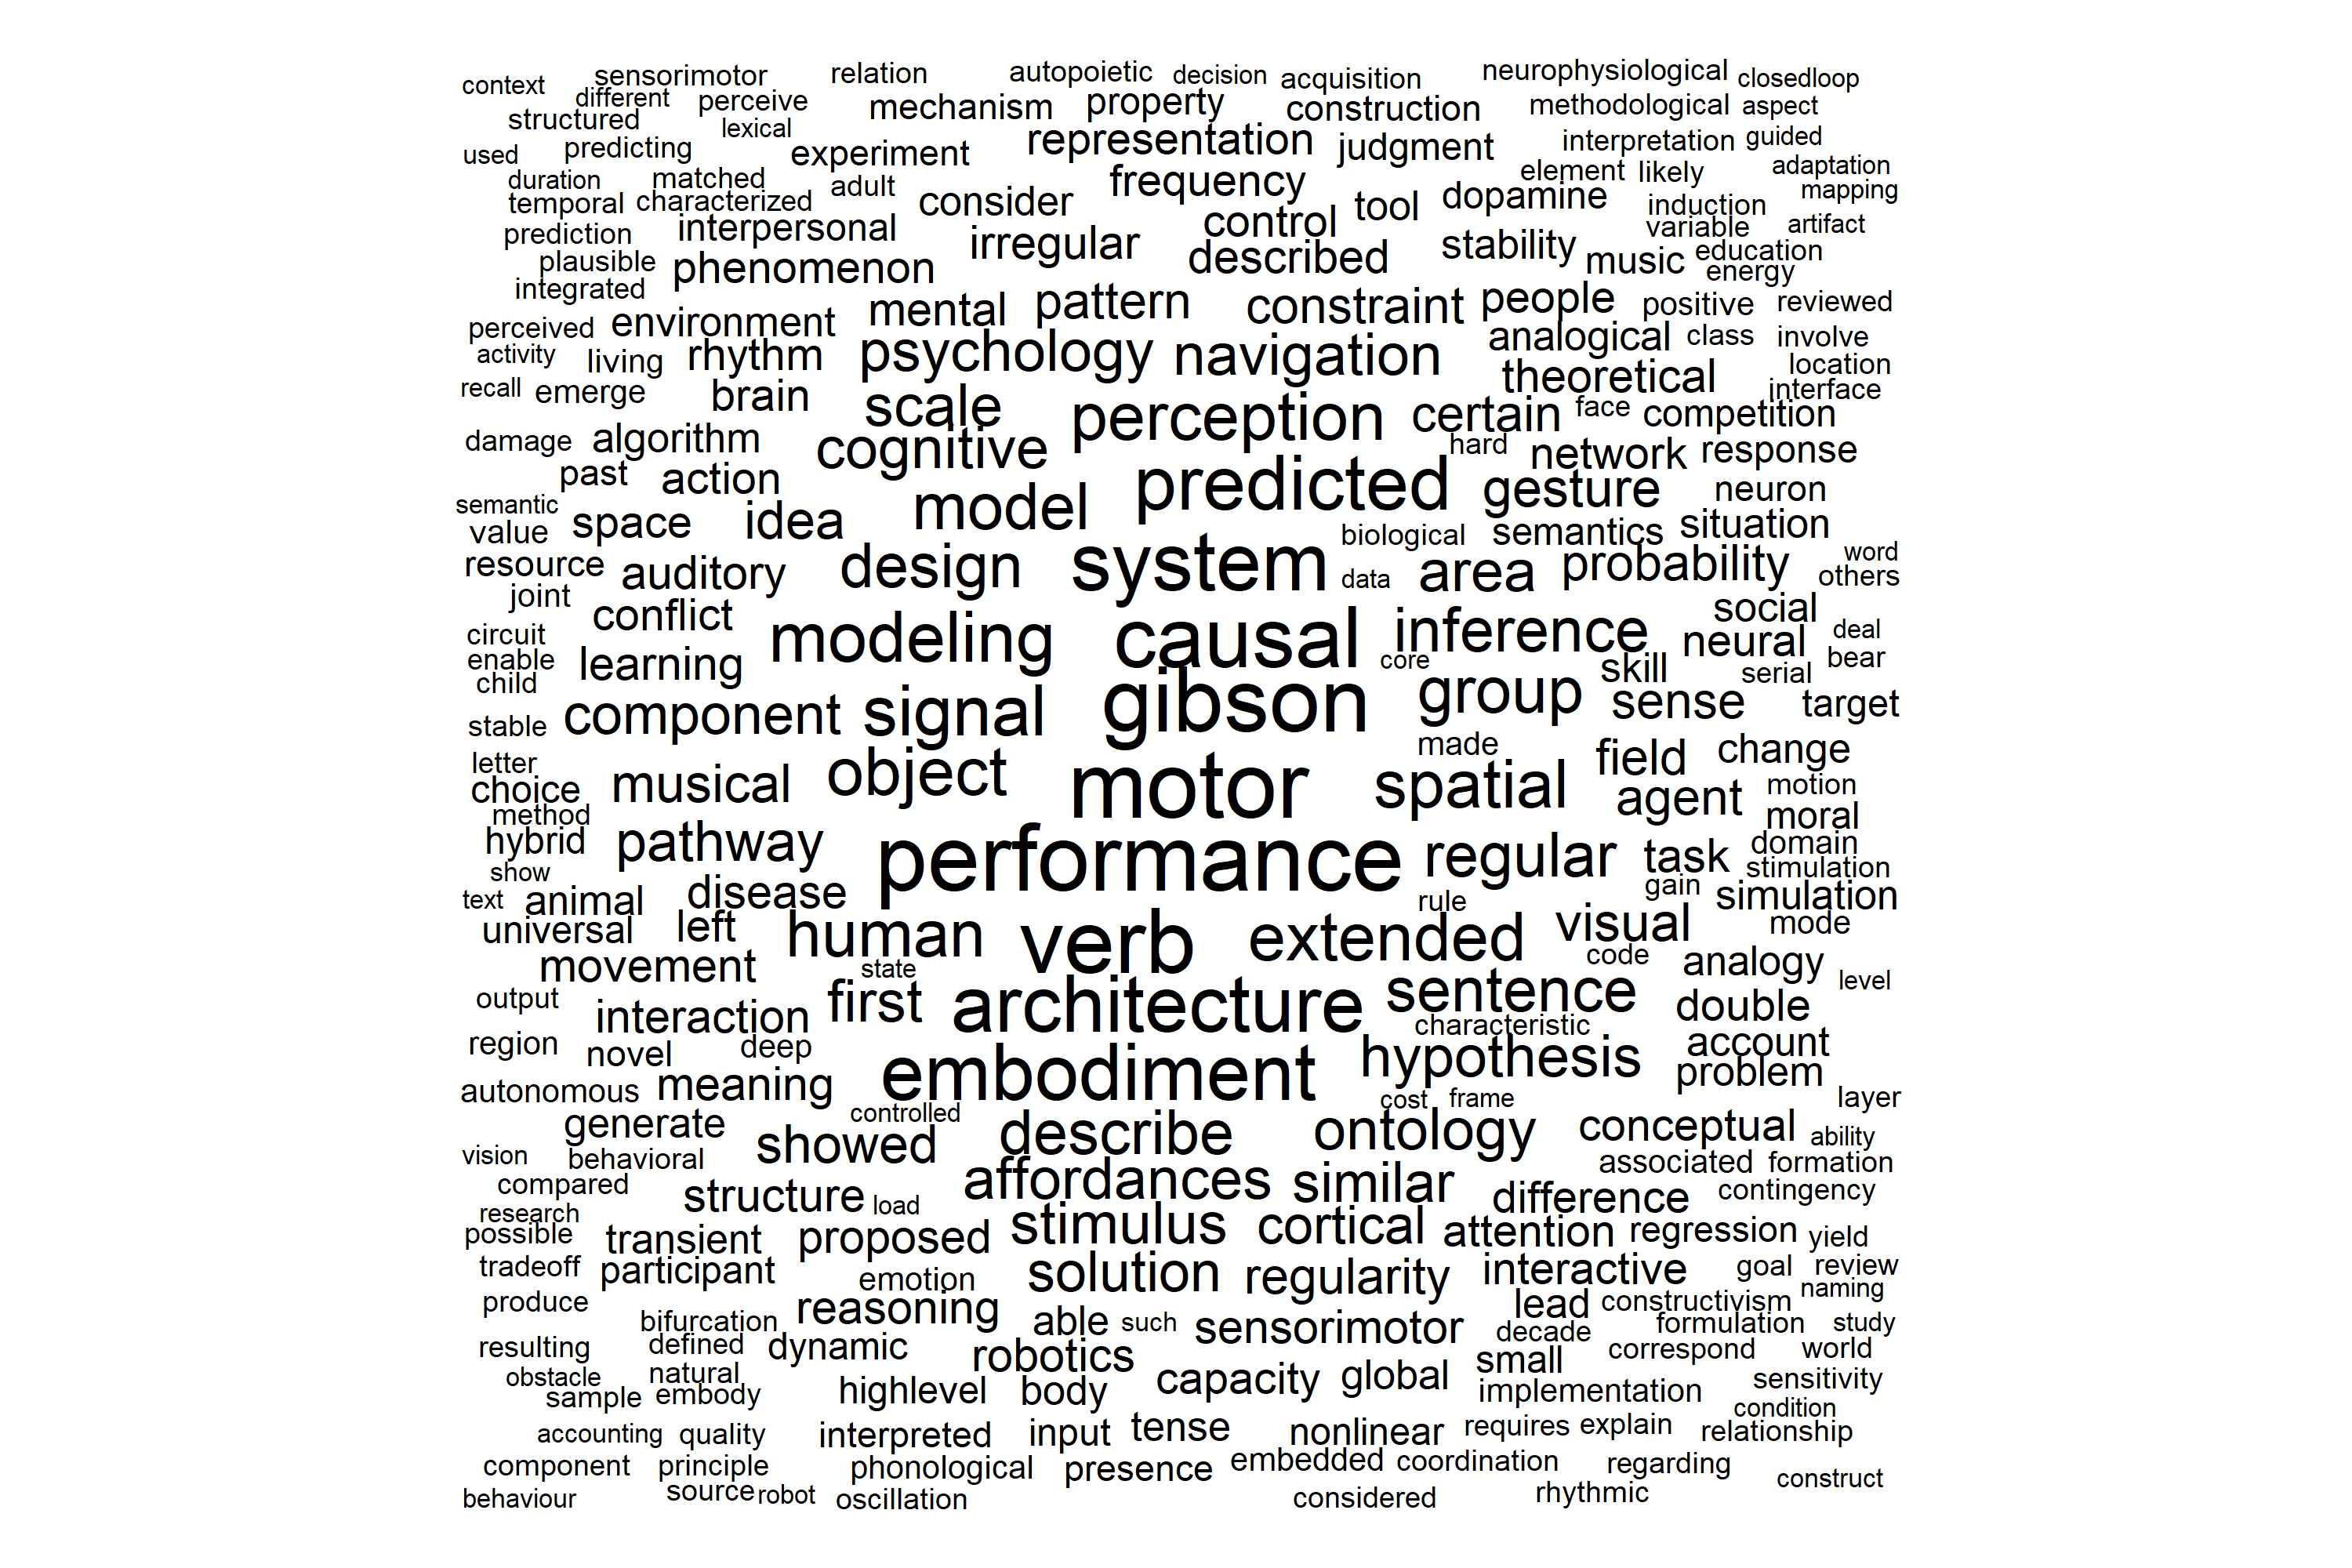 context sensorimotor relation autopoietic decision acquisition neurophysiological closedloop
different perceive mechanism property construction methodological aspect
structured lexical representation judgment interpretation guided
used predicting experiment element likely adaptation
duration matched adult frequency dopamine mapping
temporal characterized consider control tool induction
prediction interpersonal irregular described stability variable artifact
plausible phenomenon music education
integrated energy
perceived environment mental pattern constraint people positive reviewed
activity living rhythm psychology navigation analogical class involve
recall emerge brain scale theoretical location
interface
damage algorithm cognitive perception certain face competition
past action hard network response
semantic model predicted gesture neuron
value space idea biological semantics situation
resource auditory design system data area probability word
joint others
circuit conflict modeling causal inference social
enable learning core neural deal
child skill serial bear
stable component signal gibson group sense target
letter made field change
choice musical object motor spatial agent motion
method moral
hybrid pathway performance regular task domain
show stimulation
text animal disease rule gain simulation
universal left human verb extended visual mode
movement state code analogy
output interaction first architecture sentence double level
region novel deep characteristic account
autonomous meaning embodiment hypothesis problem
generate controlled cost frame layer
vision behavioral showed describe ontology conceptual ability
compared associated formation
research structure load affordances similar difference contingency
possible transient proposed stimulus cortical attention regression yield
tradeoff participant emotion solution regularity interactive goal review
produce reasoning lead constructivism naming
bifurcation able such sensorimotor decade formulation study
resulting defined dynamic robotics small correspond world
obstacle natural capacity global sensitivity
sample embody highlevel body implementation
accounting quality interpreted input tense nonlinear requires explain condition
relationship
component principle phonological presence embedded coordination regarding construct
behaviour source robot oscillation considered rhythmic